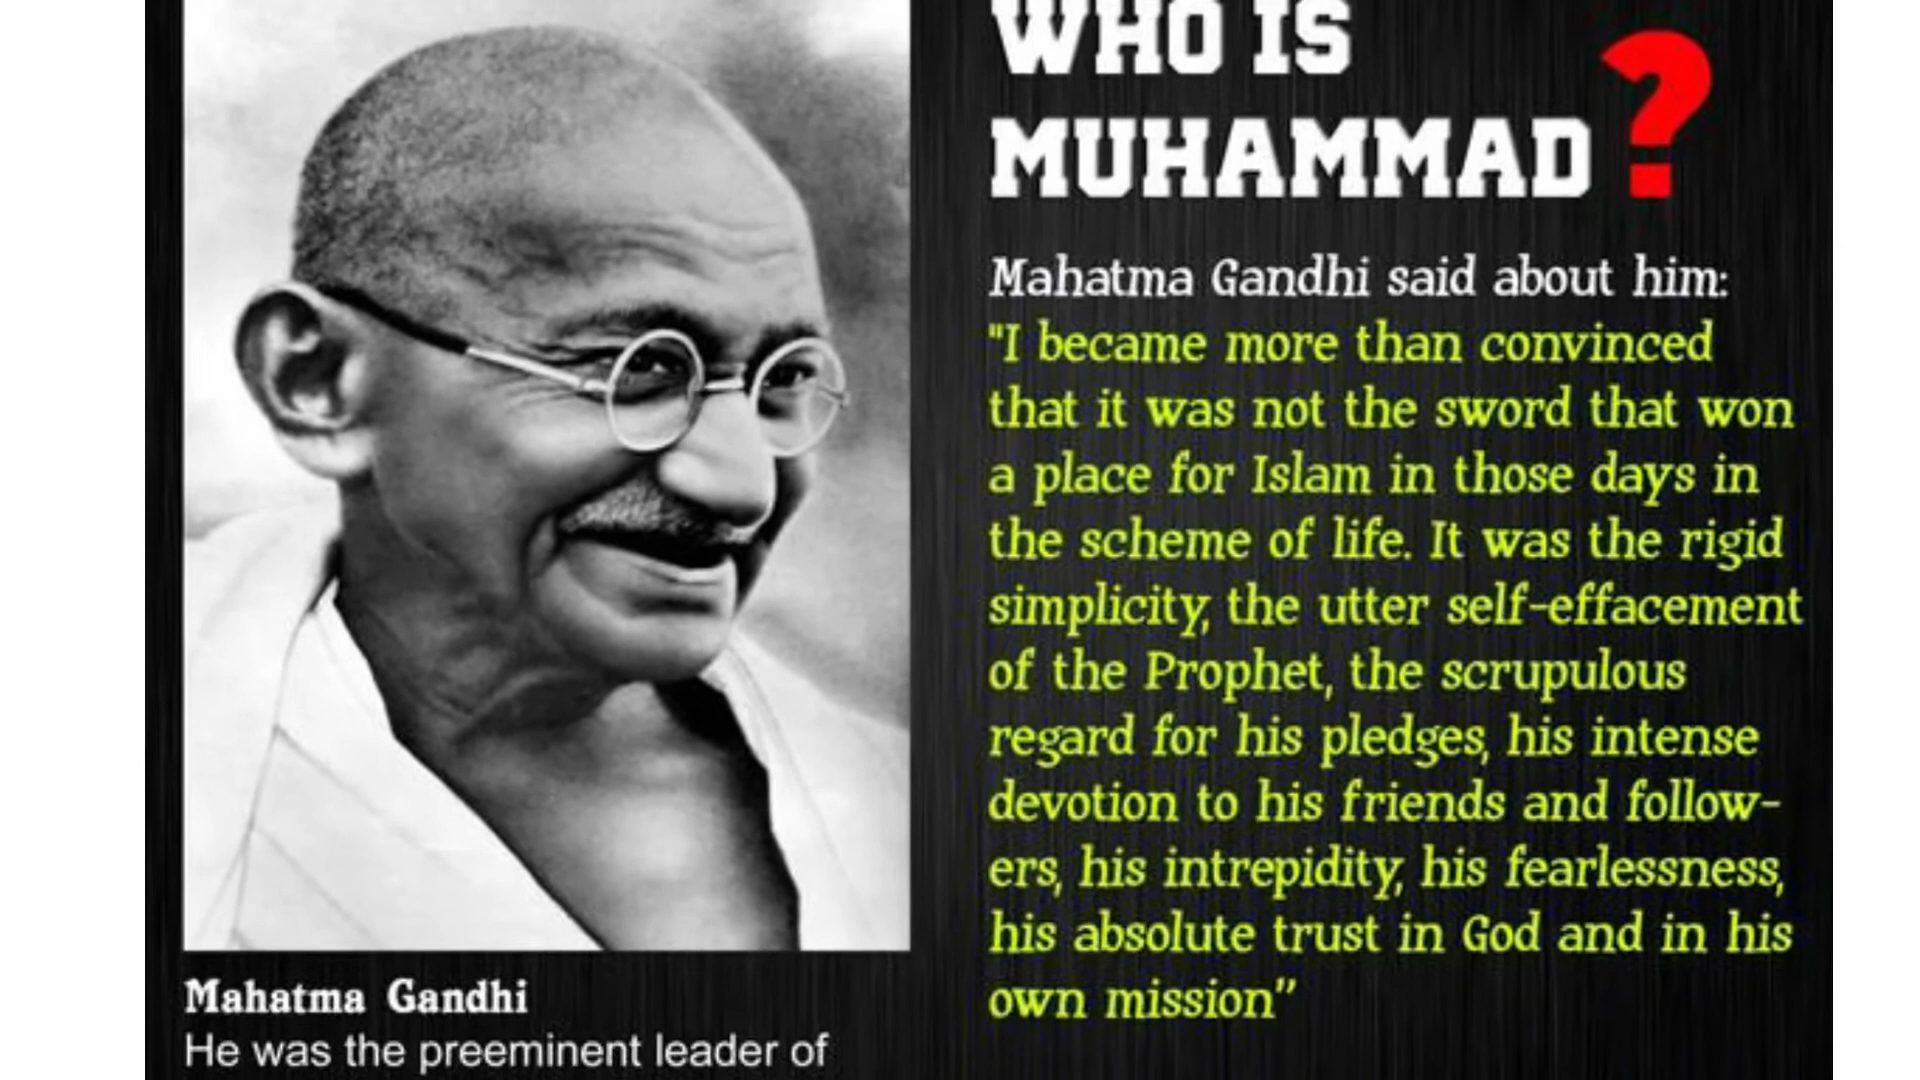 WHO IS
MUHAMMAD?
Mahatma Gandhi said about him:
"I became more than convinced
that it was not the sword that won
a place for Islam in those days in
the scheme of life. It was the rigid
simplicity, the utter self-effacement
of the Prophet, the scrupulous
regard for his pledges, his intense
devotion to his friends and follow-
ers, his intrepidity, his fearlessness,
his absolute trust in God and in his
own mission”
Mahatma Gandhi
He was the preeminent leader of